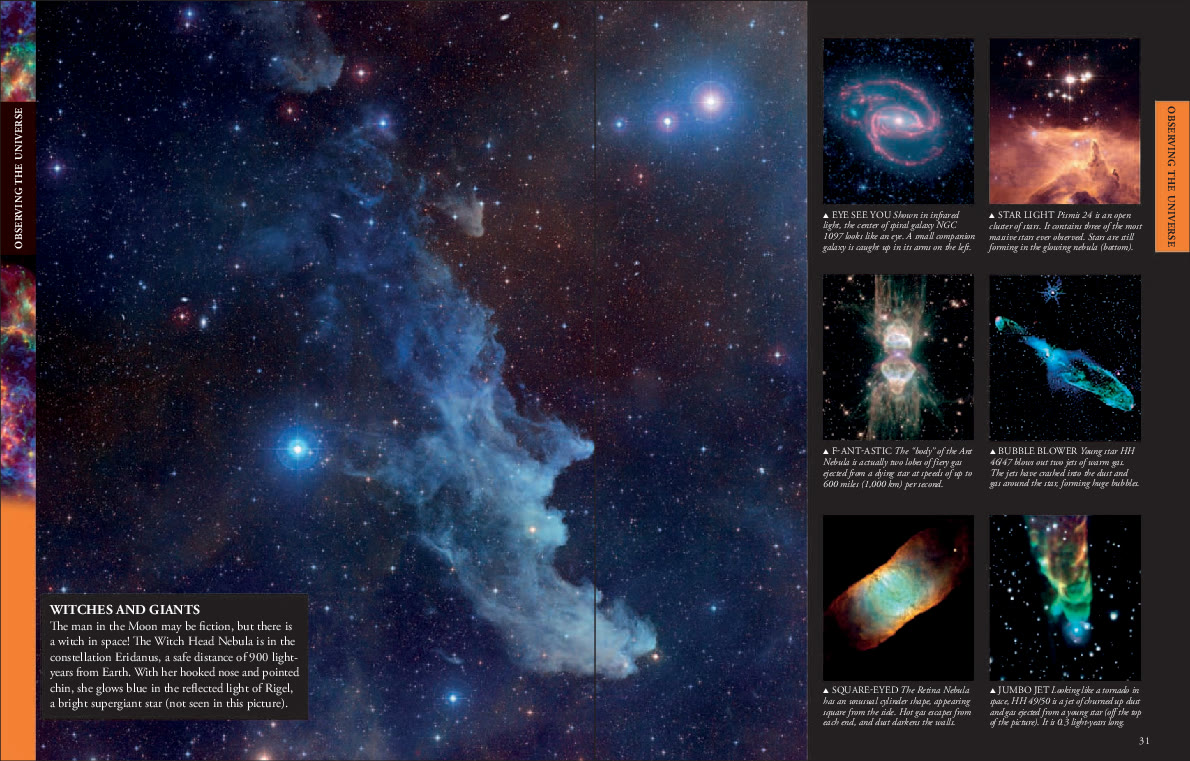 OBSERVING THE UNIVERSE
WITCHES AND GIANTS
The man in the Moon may be fiction, but there is
a witch in space! The Witch Head Nebula is in the
constellation Eridanus, a safe distance of 900 light-
years from Earth. With her hooked nose and pointed
chin, she glows blue in the reflected light of Rigel,
a bright supergiant star (not seen in this picture).
▲ EYE SEE YOU Shown in infrared
light, the center of spiral galaxy NGC
1097 looks like an eye. A small companion
galaxy is caught up in its arms on the left.
▲ STAR LIGHT Pismis 24 is an open
cluster of stars. It contains three of the most
massive stars ever observed. Stars are still
forming in the glowing nebula (bottom).
▲ F-ANT-ASTIC The "body" of the Ant
Nebula is actually two lobes of fiery gas
ejected from a dying star at speeds of up to
600 miles (1,000 km) per second.
▲ BUBBLE BLOWER Young star HH
46/47 blows out two jets of warm gas.
The jets have crashed into the dust and
gas around the star, forming huge bubbles.
▲ SQUARE-EYED The Retina Nebula
has an unusual cylinder shape, appearing
square from the side. Hot gas escapes from
each end, and dust darkens the walls.
▲ JUMBO JET Looking like a tornado in
space, HH 49/50 is a jet of churned up dust
and gas ejected from a young star (off the top
of the picture). It is 0.3 light-years long.
OBSERVING THE UNIVERSE
31